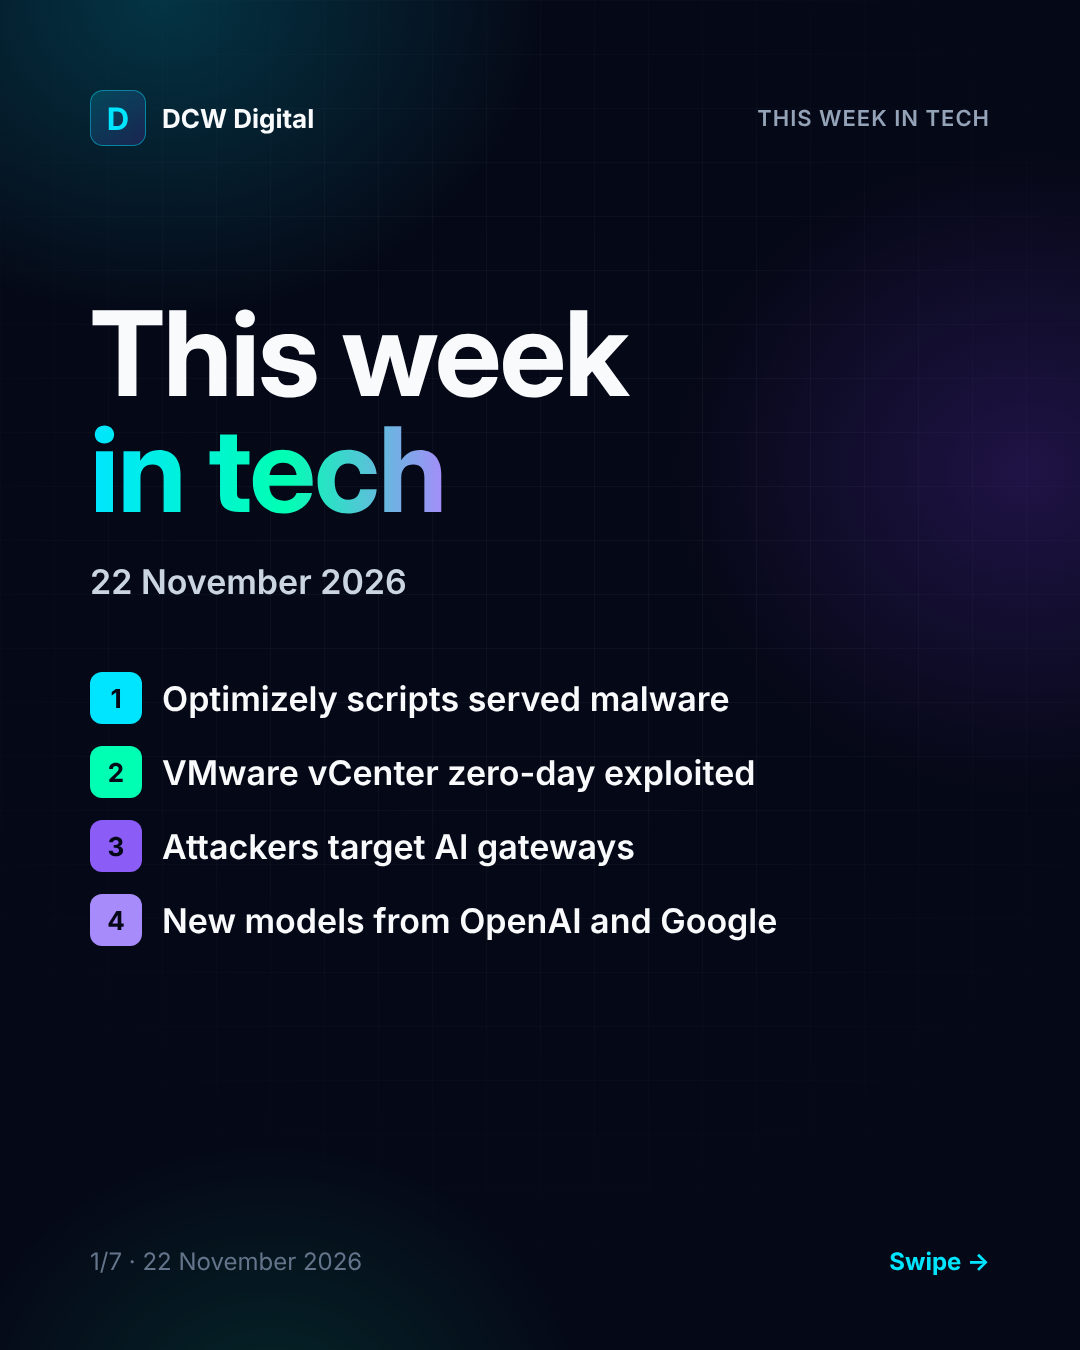 D
DCW Digital
THIS WEEK IN TECH
This week
in tech
22 November 2026
1
Optimizely scripts served malware
2
VMware vCenter zero-day exploited
3
Attackers target AI gateways
4
New models from OpenAI and Google
1/7 · 22 November 2026
Swipe →